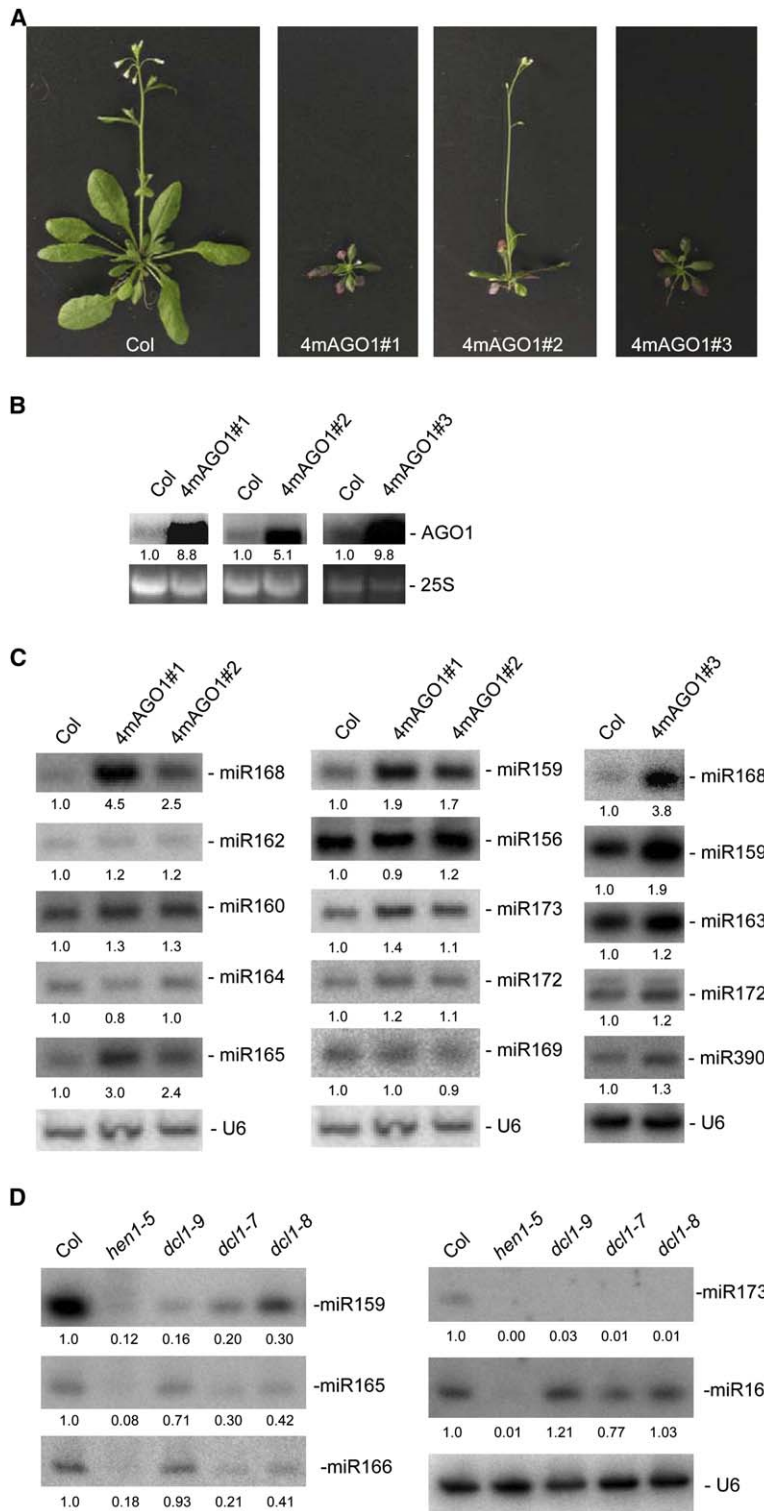 A
Col
4mAGO1#1
4mAGO1#2
4mAGO1#3
B
Col
4mAGO1#1
Col
4mAGO1#2
Col
4mAGO1#3
- AGO1
1.0 8.8
1.0 5.1
1.0 9.8
- 25S
C
Col 4mAGO1#1 4mAGO1#2
- miR168
1.0 4.5 2.5
- miR162
1.0 1.2 1.2
- miR160
1.0 1.3 1.3
- miR164
1.0 0.8 1.0
- miR165
1.0 3.0 2.4
- U6
Col 4mAGO1#1 4mAGO1#2
- miR159
1.0 1.9 1.7
- miR156
1.0 0.9 1.2
- miR173
1.0 1.4 1.1
- miR172
1.0 1.2 1.1
- miR169
1.0 1.0 0.9
- U6
Col 4mAGO1#3
- miR168
1.0 3.8
- miR159
1.0 1.9
- miR163
1.0 1.2
- miR172
1.0 1.2
- miR390
1.0 1.3
- U6
D
Col hen1-5 dcl1-9 dcl1-7 dcl1-8
-miR159
1.0 0.12 0.16 0.20 0.30
-miR165
1.0 0.08 0.71 0.30 0.42
-miR166
1.0 0.18 0.93 0.21 0.41
Col hen1-5 dcl1-9 dcl1-7 dcl1-8
-miR173
1.0 0.00 0.03 0.01 0.01
-miR16
1.0 0.01 1.21 0.77 1.03
- U6